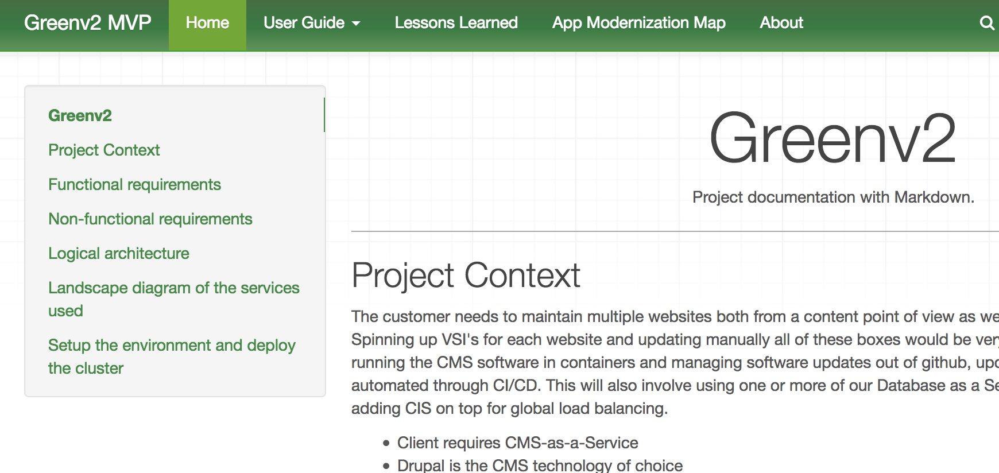 Greenv2 MVP Home User Guide Lessons Learned App Modernization Map About
Greenv2
Project Context
Functional requirements
Non-functional requirements
Logical architecture
Landscape diagram of the services
used
Setup the environment and deploy
the cluster
Greenv2
Project documentation with Markdown.
Project Context
The customer needs to maintain multiple websites both from a content point of view as
Spinning up VSI's for each website and updating manually all of these boxes would be
running the CMS software in containers and managing software updates out of github,
automated through CI/CD. This will also involve using one or more of our Database as a
adding CIS on top for global load balancing.
• Client requires CMS-as-a-Service
• Drupal is the CMS technology of choice